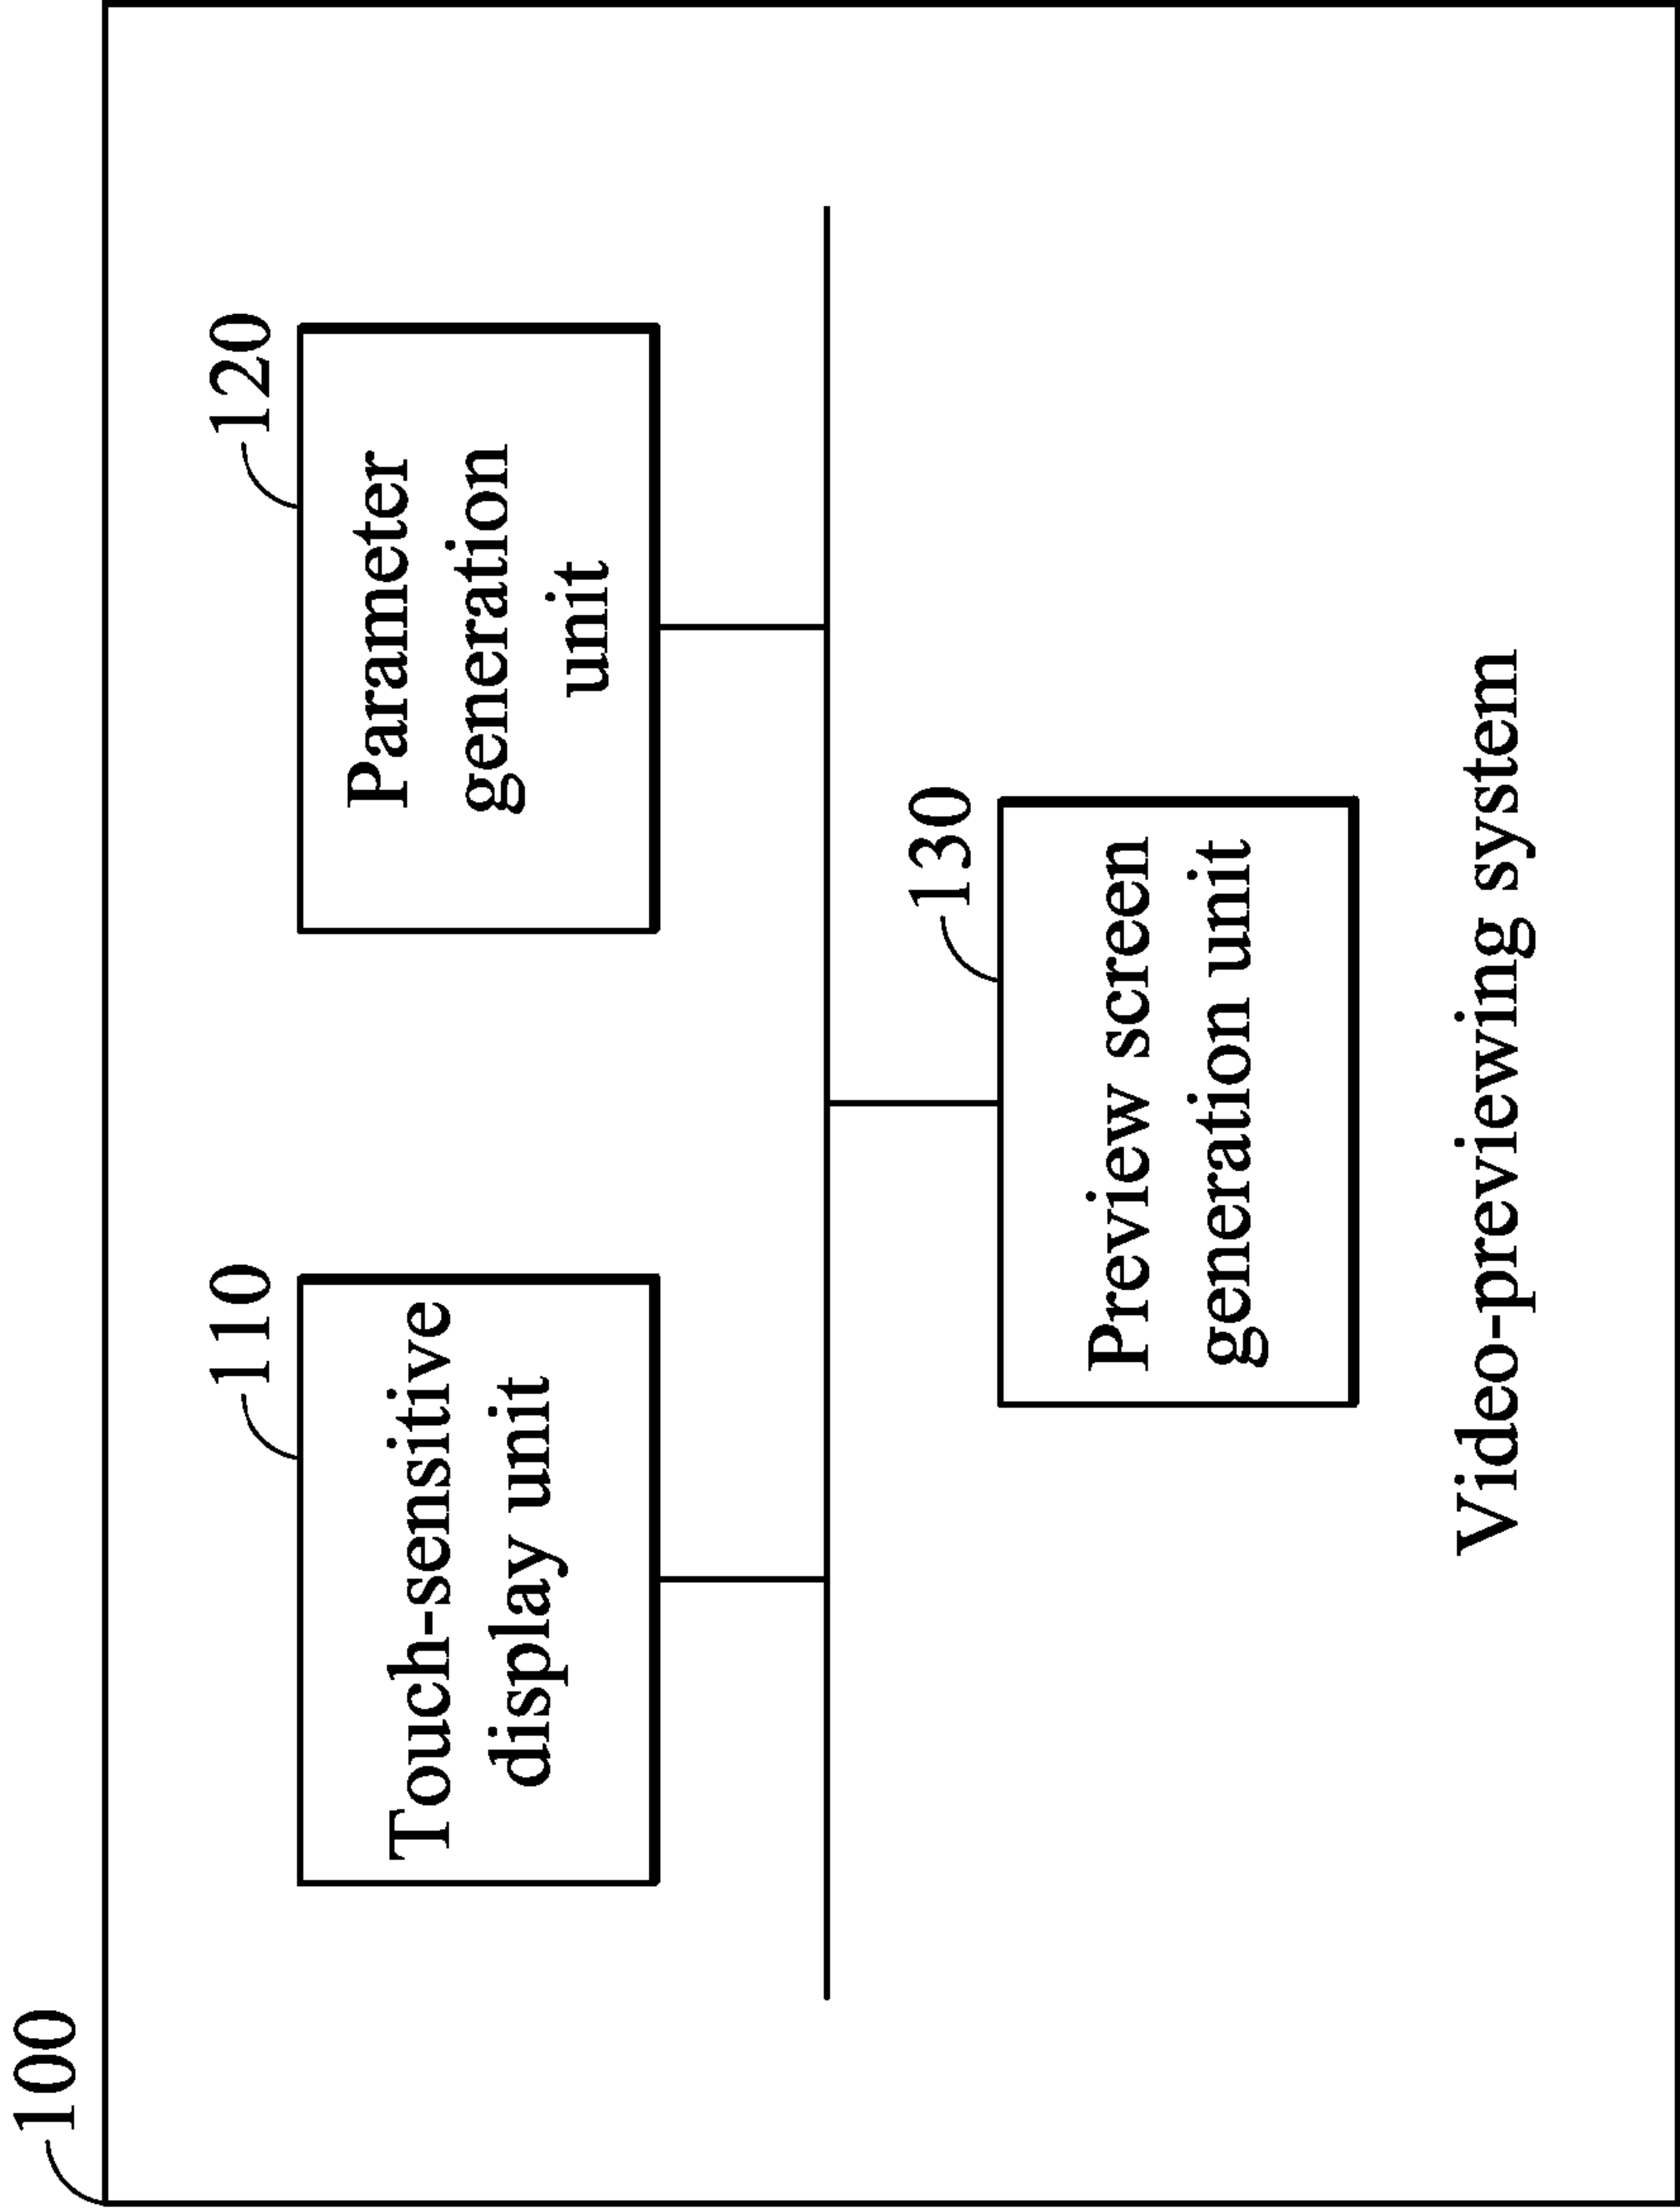 100
110
Touch-sensitive
display unit
120
Parameter
generation
unit
130
Preview screen
generation unit
Video-previewing system